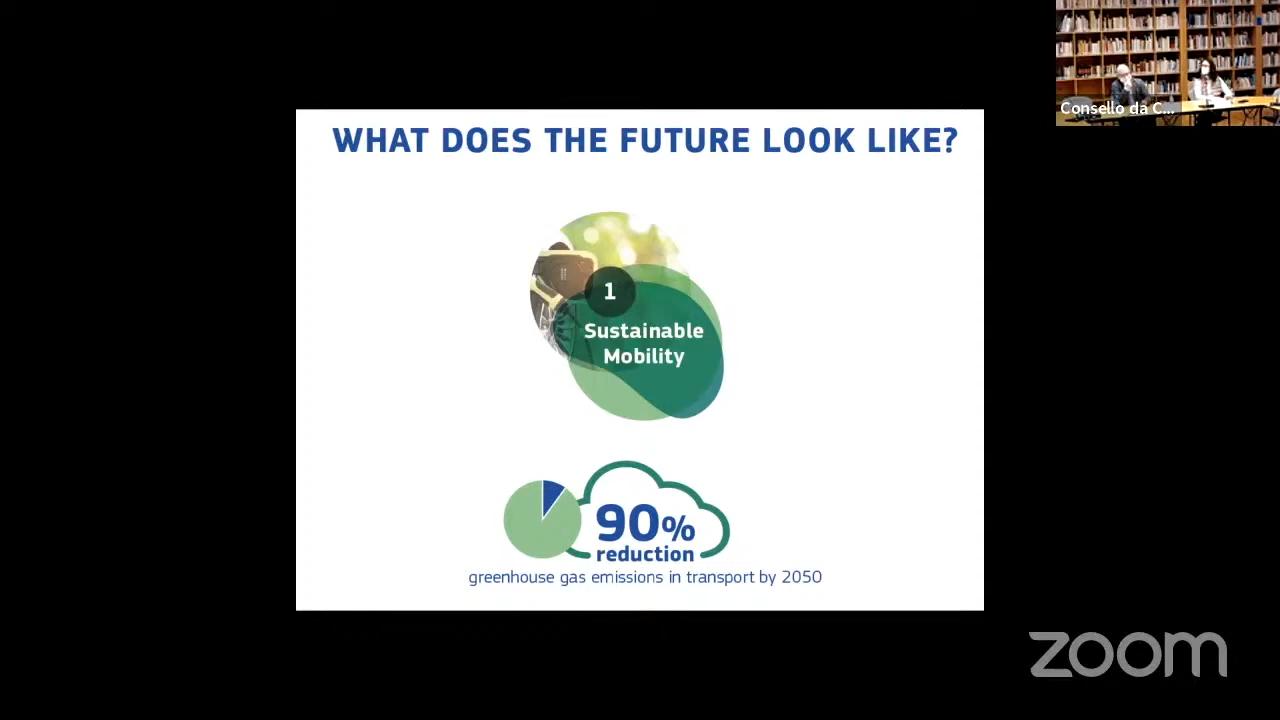 Consello da C...
WHAT DOES THE FUTURE LOOK LIKE?
1
Sustainable
Mobility
90%
reduction
greenhouse gas emissions in transport by 2050
zoom